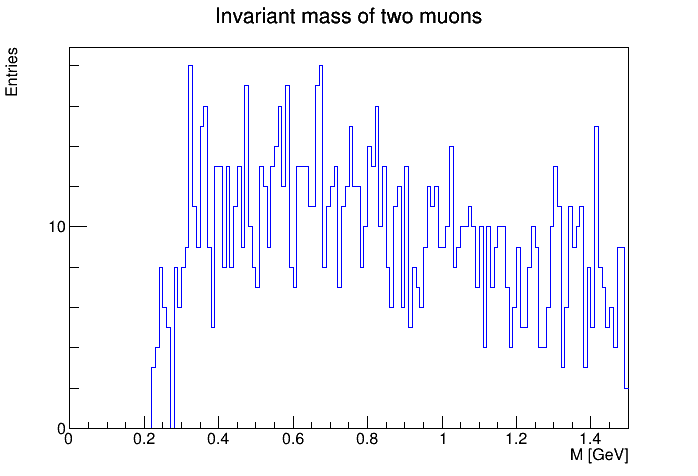 Invariant mass of two muons
Entries
10
0
0 0.2 0.4 0.6 0.8 1 1.2 1.4
M [GeV]